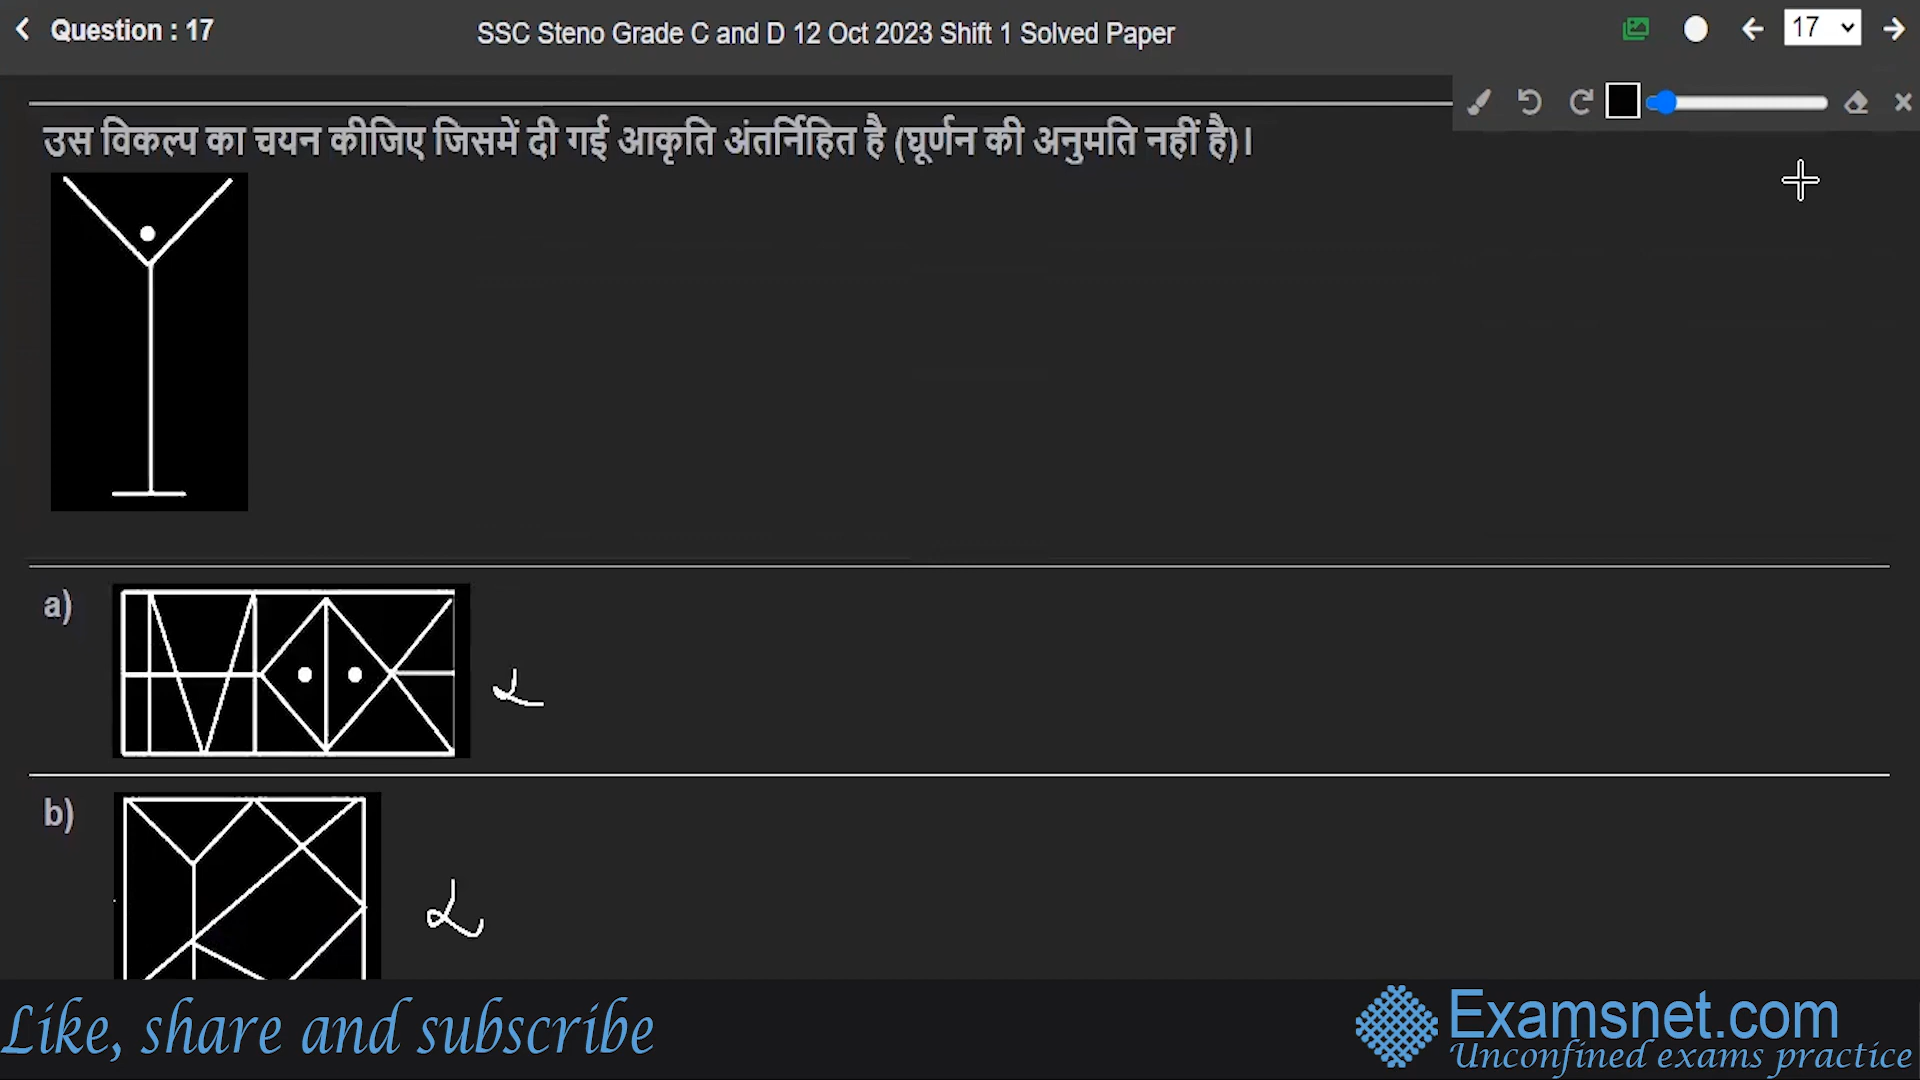 Question : 17
SSC Steno Grade C and D 12 Oct 2023 Shift 1 Solved Paper
17
उस विकल्प का चयन कीजिए जिसमें दी गई आकृति अंतर्निहित है (घूर्णन की अनुमति नहीं है)।
a)
b)
Like, share and subscribe
Examsnet.com
Unconfined exams practice